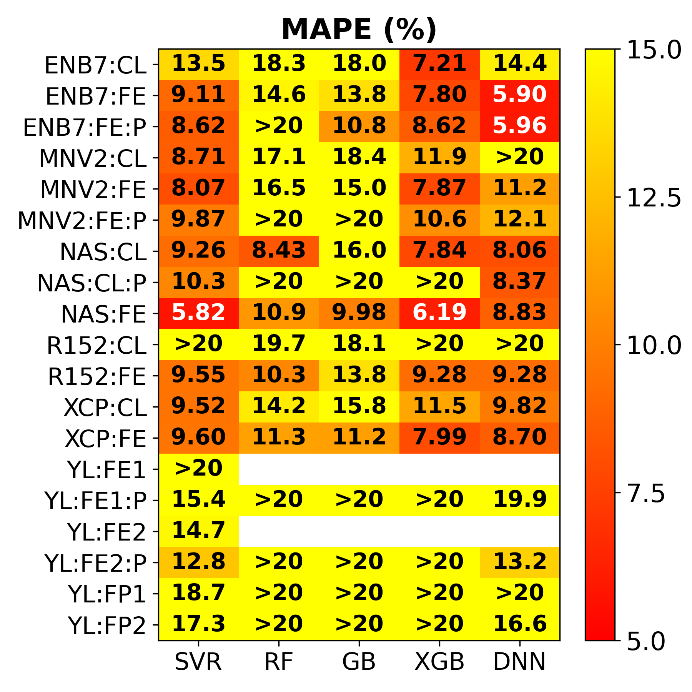 MAPE (%)
ENB7:CL 13.5 18.3 18.0 7.21 14.4
ENB7:FE 9.11 14.6 13.8 7.80 5.90
ENB7:FE:P 8.62 >20 10.8 8.62 5.96
MNV2:CL 8.71 17.1 18.4 11.9 >20
MNV2:FE 8.07 16.5 15.0 7.87 11.2
MNV2:FE:P 9.87 >20 >20 10.6 12.1
NAS:CL 9.26 8.43 16.0 7.84 8.06
NAS:CL:P 10.3 >20 >20 >20 8.37
NAS:FE 5.82 10.9 9.98 6.19 8.83
R152:CL >20 19.7 18.1 >20 >20
R152:FE 9.55 10.3 13.8 9.28 9.28
XCP:CL 9.52 14.2 15.8 11.5 9.82
XCP:FE 9.60 11.3 11.2 7.99 8.70
YL:FE1 >20
YL:FE1:P 15.4 >20 >20 >20 19.9
YL:FE2 14.7
YL:FE2:P 12.8 >20 >20 >20 13.2
YL:FP1 18.7 >20 >20 >20 >20
YL:FP2 17.3 >20 >20 >20 16.6
SVR RF GB XGB DNN
15.0
12.5
10.0
7.5
5.0